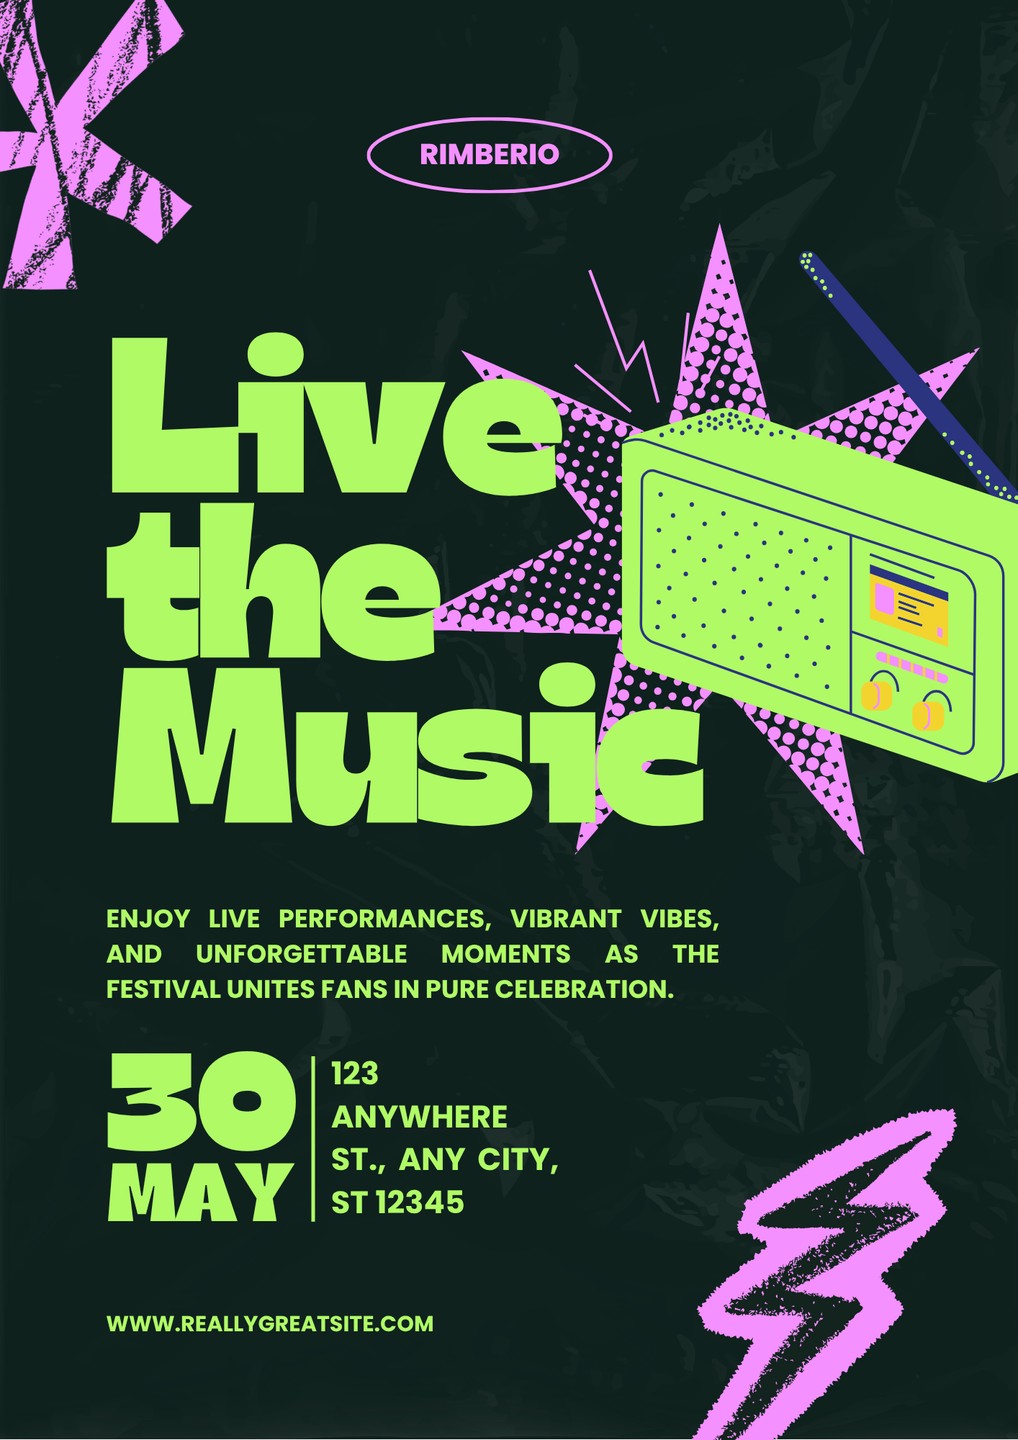 RIMBERIO
Live
the
Music
ENJOY LIVE PERFORMANCES, VIBRANT VIBES,
AND UNFORGETTABLE MOMENTS AS THE
FESTIVAL UNITES FANS IN PURE CELEBRATION.
30
MAY
123
ANYWHERE
ST., ANY CITY,
ST 12345
WWW.REALLYGREATSITE.COM